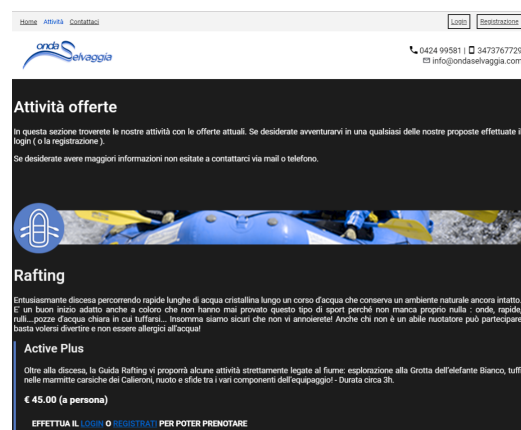 Home Attività Contattaci Login Registrazione
onda Selvaggia
0424 99581 | 3473767729
info@ondaselvaggia.com
Attività offerte
In questa sezione troverete le nostre attività con le offerte attuali. Se desiderate avventurarvi in una qualsiasi delle nostre proposte effettuate il
login ( o la registrazione ).
Se desiderate avere maggiori informazioni non esitate a contattarci via mail o telefono.
Rafting
Entusiasmante discesa percorrendo rapide lunghe di acqua cristallina lungo un corso d'acqua che conserva un ambiente naturale ancora intatto.
E' un buon inizio adatto anche a coloro che non hanno mai provato questo tipo di sport perché non manca proprio nulla : onde, rapide,
rulli....pozze d'acqua chiara in cui tuffarsi... Insomma siamo sicuri che non vi annoierete! Anche chi non è un abile nuotatore può partecipare
basta volersi divertire e non essere allergici all'acqua!
Active Plus
Oltre alla discesa, la Guida Rafting vi proporrà alcune attività strettamente legate al fiume: esplorazione alla Grotta dell'elefante Bianco, tuffi
nelle marmitte carsiche dei Calieroni, nuoto e sfide tra i vari componenti dell'equipaggio! - Durata circa 3h.
€ 45.00 (a persona)
EFFETTUA IL LOGIN O REGISTRATI PER POTER PRENOTARE